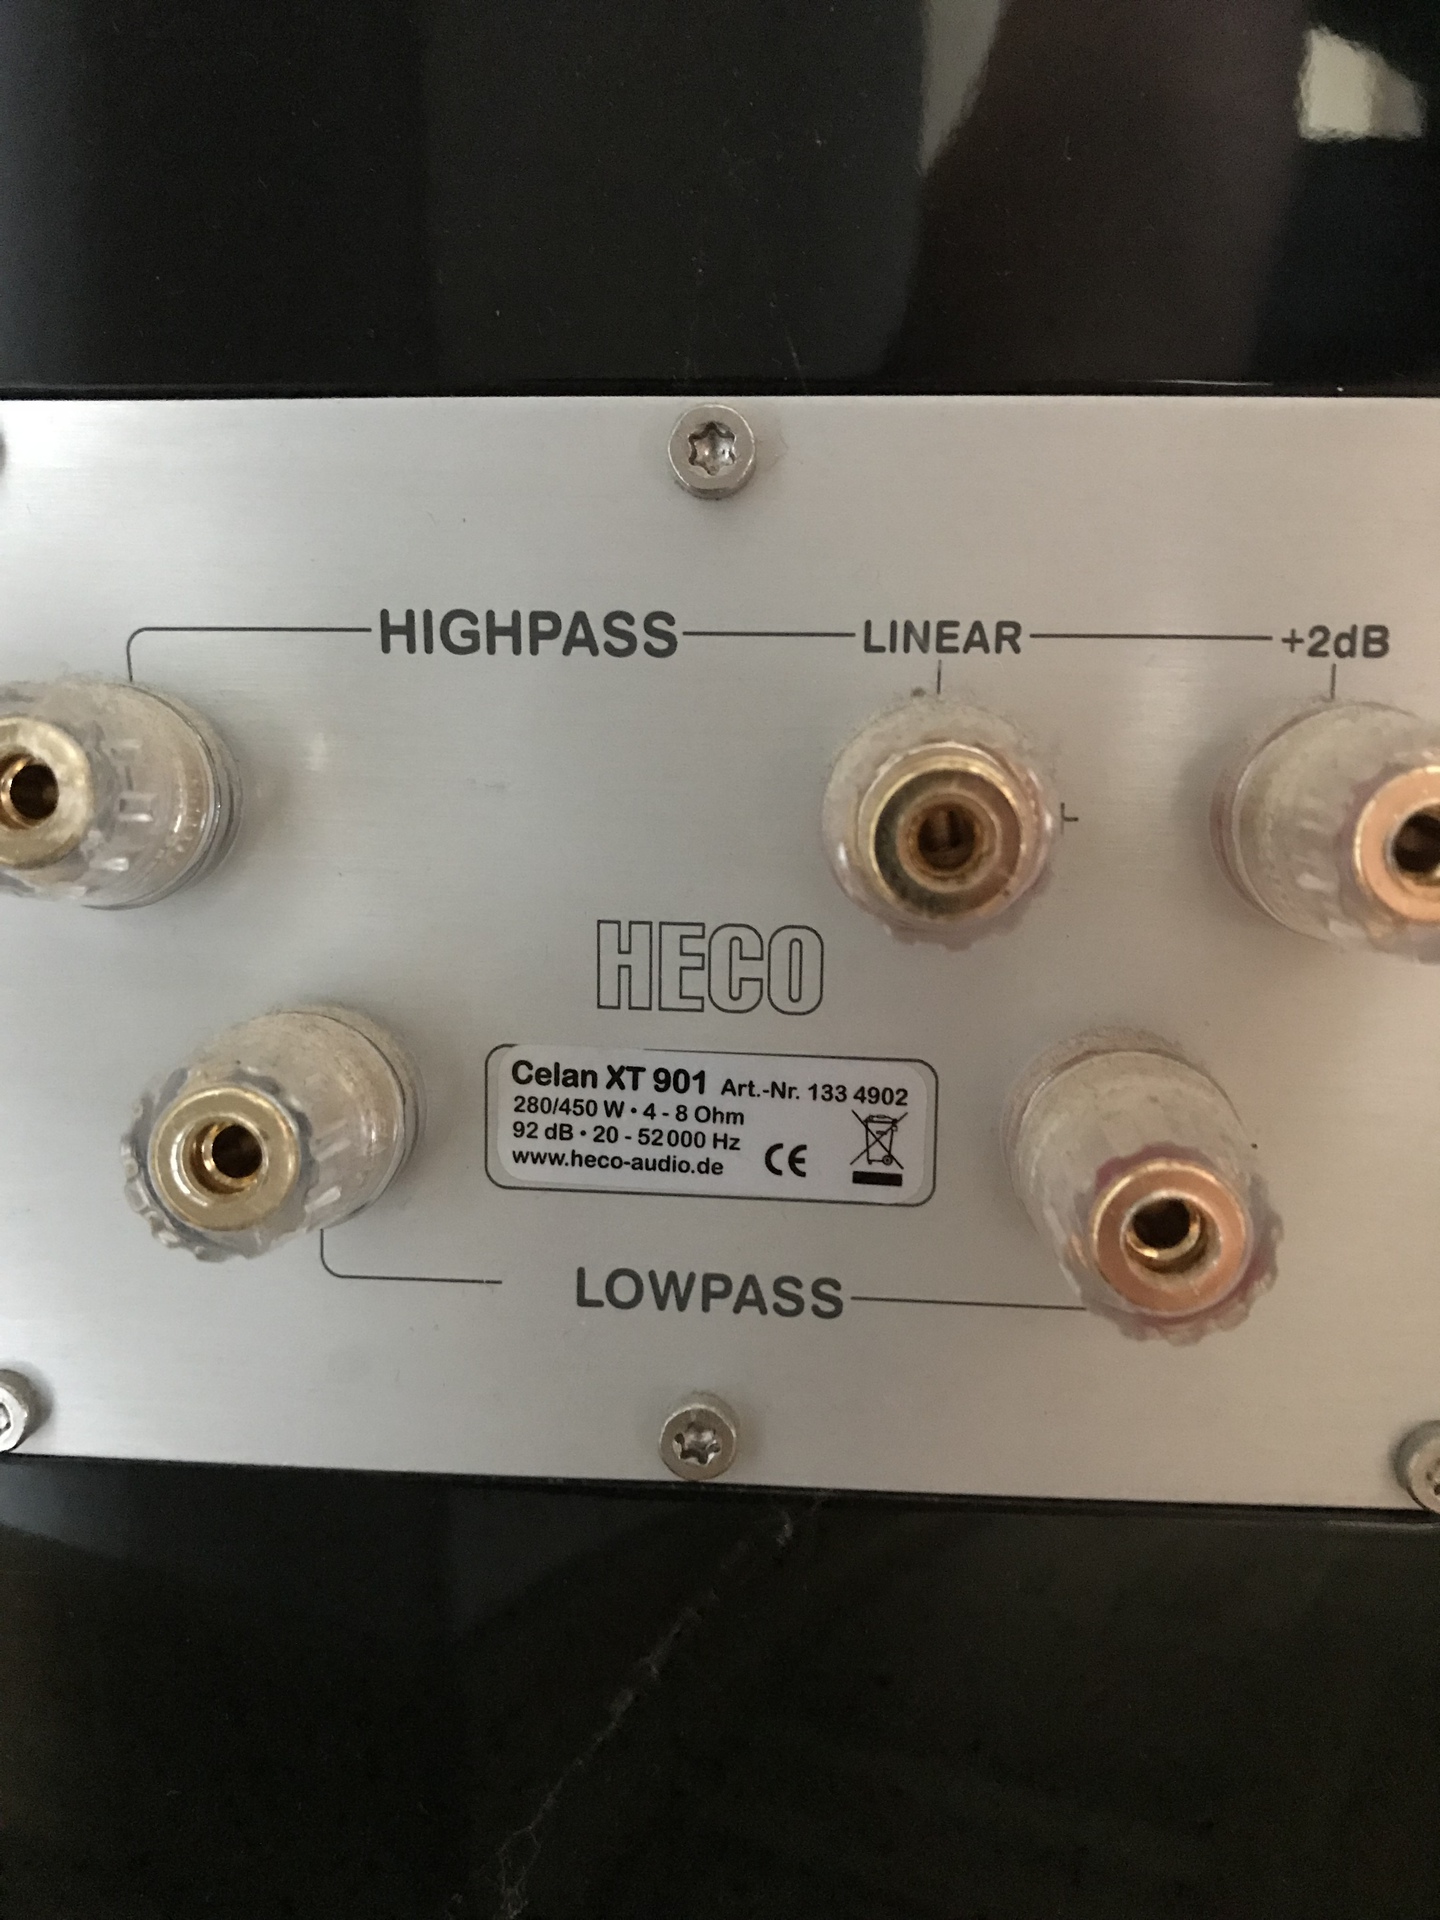 HIGHPASS LINEAR +2dB
HECO
Celan XT 901 Art.-Nr. 133 4902
280/450 W • 4 - 8 Ohm
92 dB • 20 - 52 000 Hz
www.heco-audio.de CE
LOWPASS